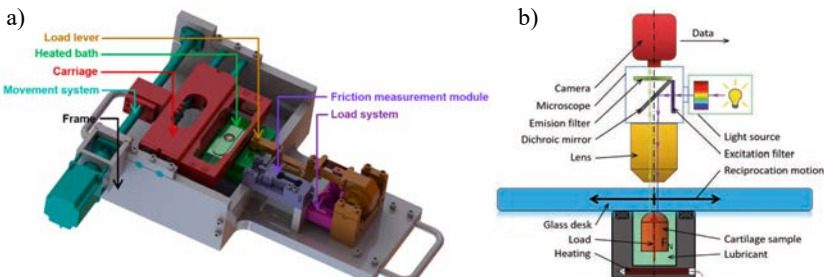 a)
Load lever
Heated bath
Carriage
Movement system
Frame
Friction measurement module
Load system
b)
Data
Camera
Microscope
Emision filter
Dichroic mirror
Lens
Light source
Excitation filter
Reciprocation motion
Glass desk
Load
Heating
F_N
Cartilage sample
Lubricant